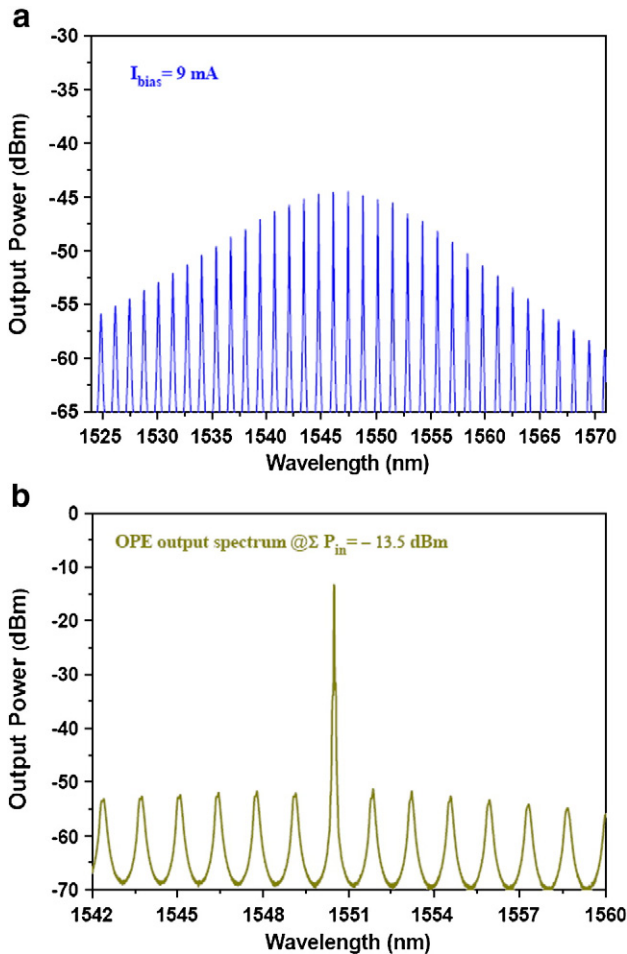 a
-30
-35
-40
-45
-50
-55
-60
-65
Output Power (dBm)
I_bias= 9 mA
1525 1530 1535 1540 1545 1550 1555 1560 1565 1570
Wavelength (nm)
b
0
-10
-20
-30
-40
-50
-60
-70
Output Power (dBm)
OPE output spectrum @Σ P_in= – 13.5 dBm
1542 1545 1548 1551 1554 1557 1560
Wavelength (nm)